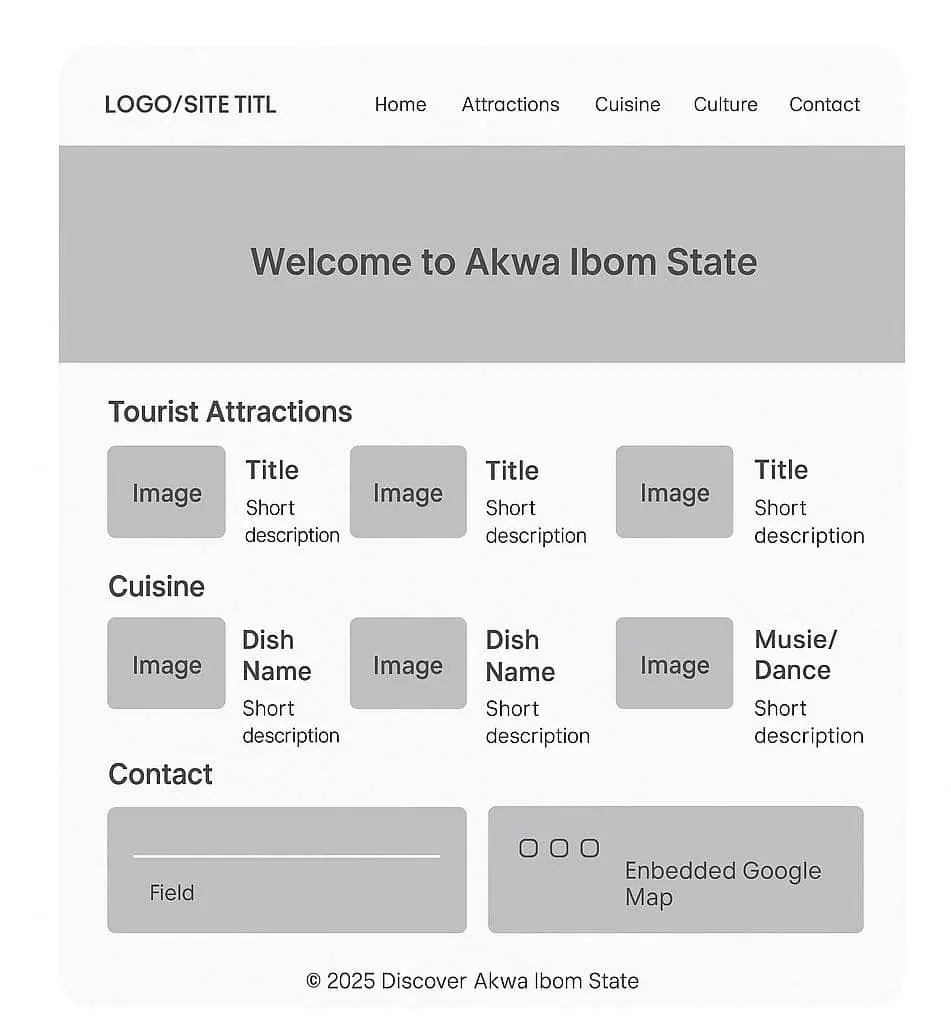 LOGO/SITE TITL
Home Attractions Cuisine Culture Contact
Welcome to Akwa Ibom State
Tourist Attractions
Image
Title
Short
description
Image
Title
Short
description
Image
Title
Short
description
Cuisine
Image
Dish
Name
Short
description
Image
Dish
Name
Short
description
Image
Musie/
Dance
Short
description
Contact
Field
Enbedded Google
Map
© 2025 Discover Akwa Ibom State